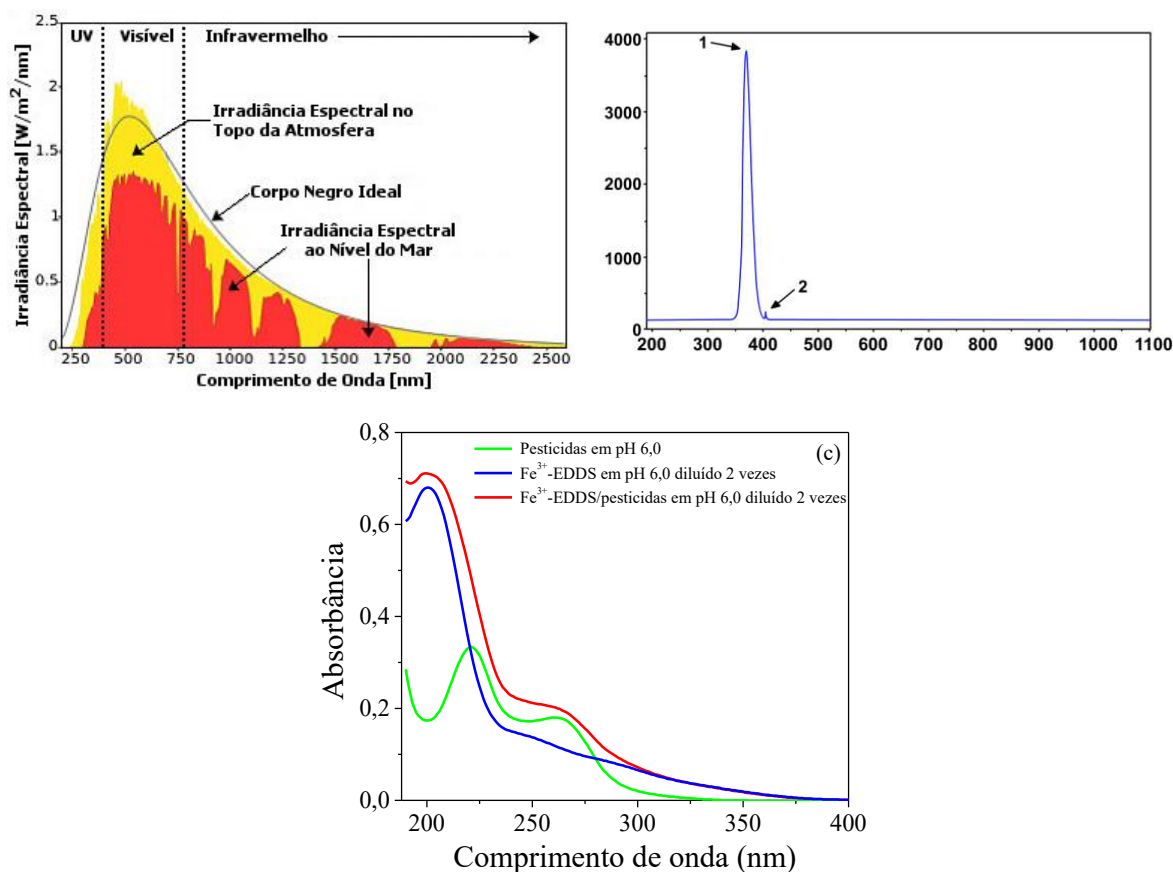 2.5
2
1.5
1
0.5
0
Irradiância Espectral [W/m²/nm]
UV Visível Infravermelho
Irradiância Espectral no
Topo da Atmosfera
Corpo Negro Ideal
Irradiância Espectral
ao Nível do Mar
250 500 750 1000 1250 1500 1750 2000 2250 2500
Comprimento de Onda [nm]
4000
3000
2000
1000
0
1
2
200 300 400 500 600 700 800 900 1000 1100
0,8
0,6
0,4
0,2
0,0
Absorbância
Pesticidas em pH 6,0
(c)
Fe³⁺-EDDS em pH 6,0 diluído 2 vezes
Fe³⁺-EDDS/pesticidas em pH 6,0 diluído 2 vezes
200 250 300 350 400
Comprimento de onda (nm)